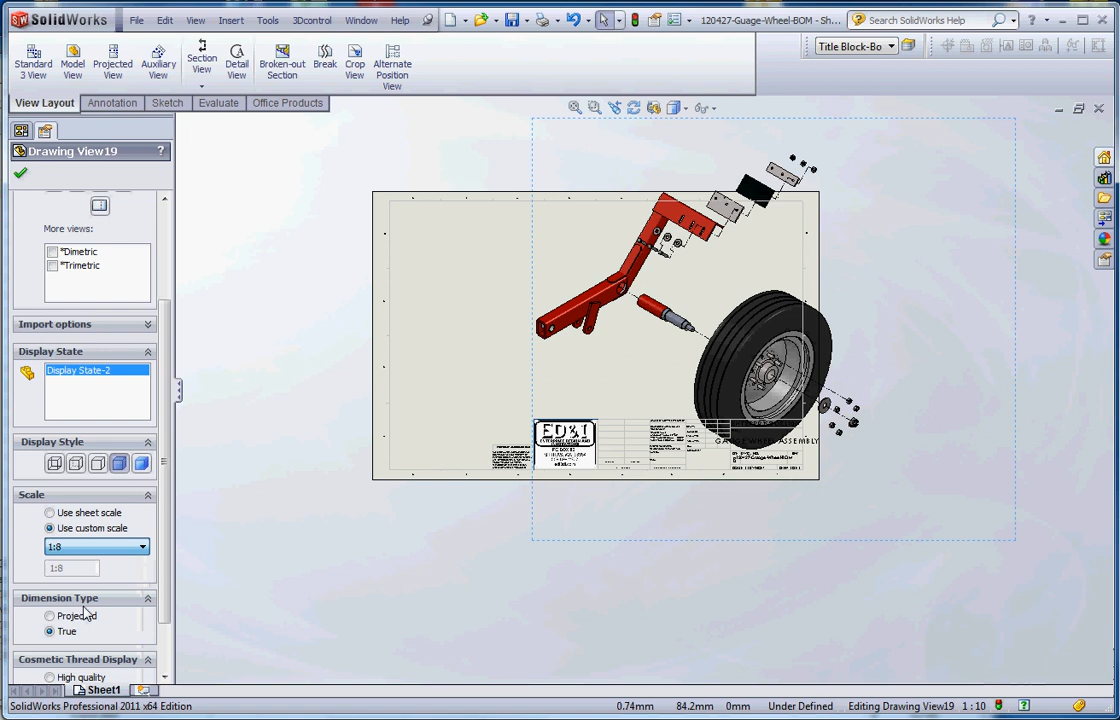 SolidWorks
File Edit View Insert Tools 3Dcontrol Window Help
120427-Guage-Wheel-BOM - Sh...
Search SolidWorks Help
Standard 3 View
Model View
Projected View
Auxiliary View
Section View
Detail View
Broken-out Section
Break
Crop View
Alternate Position View
Title Block-Bo
View Layout Annotation Sketch Evaluate Office Products
Drawing View19 ?
More views:
*Dimetric
*Trimetric
Import options
Display State
Display State-2
Display Style
Scale
Use sheet scale
Use custom scale
1:8
1:8
Dimension Type
Projected
True
Cosmetic Thread Display
High quality
ED&I
GAUGE WHEEL ASSEMBLY
Sheet1
SolidWorks Professional 2011 x64 Edition
0.74mm 84.2mm 0mm Under Defined Editing Drawing View19 1 : 10